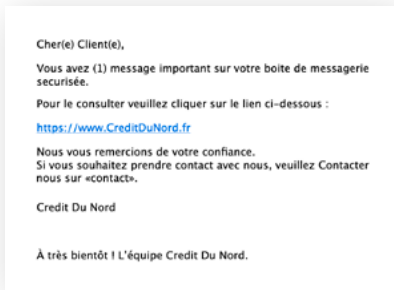 Cher(e) Client(e),
Vous avez (1) message important sur votre boite de messagerie
securisée.
Pour le consulter veuillez cliquer sur le lien ci-dessous :
https://www.CreditDuNord.fr
Nous vous remercions de votre confiance.
Si vous souhaitez prendre contact avec nous, veuillez Contacter
nous sur «contact».
Credit Du Nord
À très bientôt ! L'équipe Credit Du Nord.